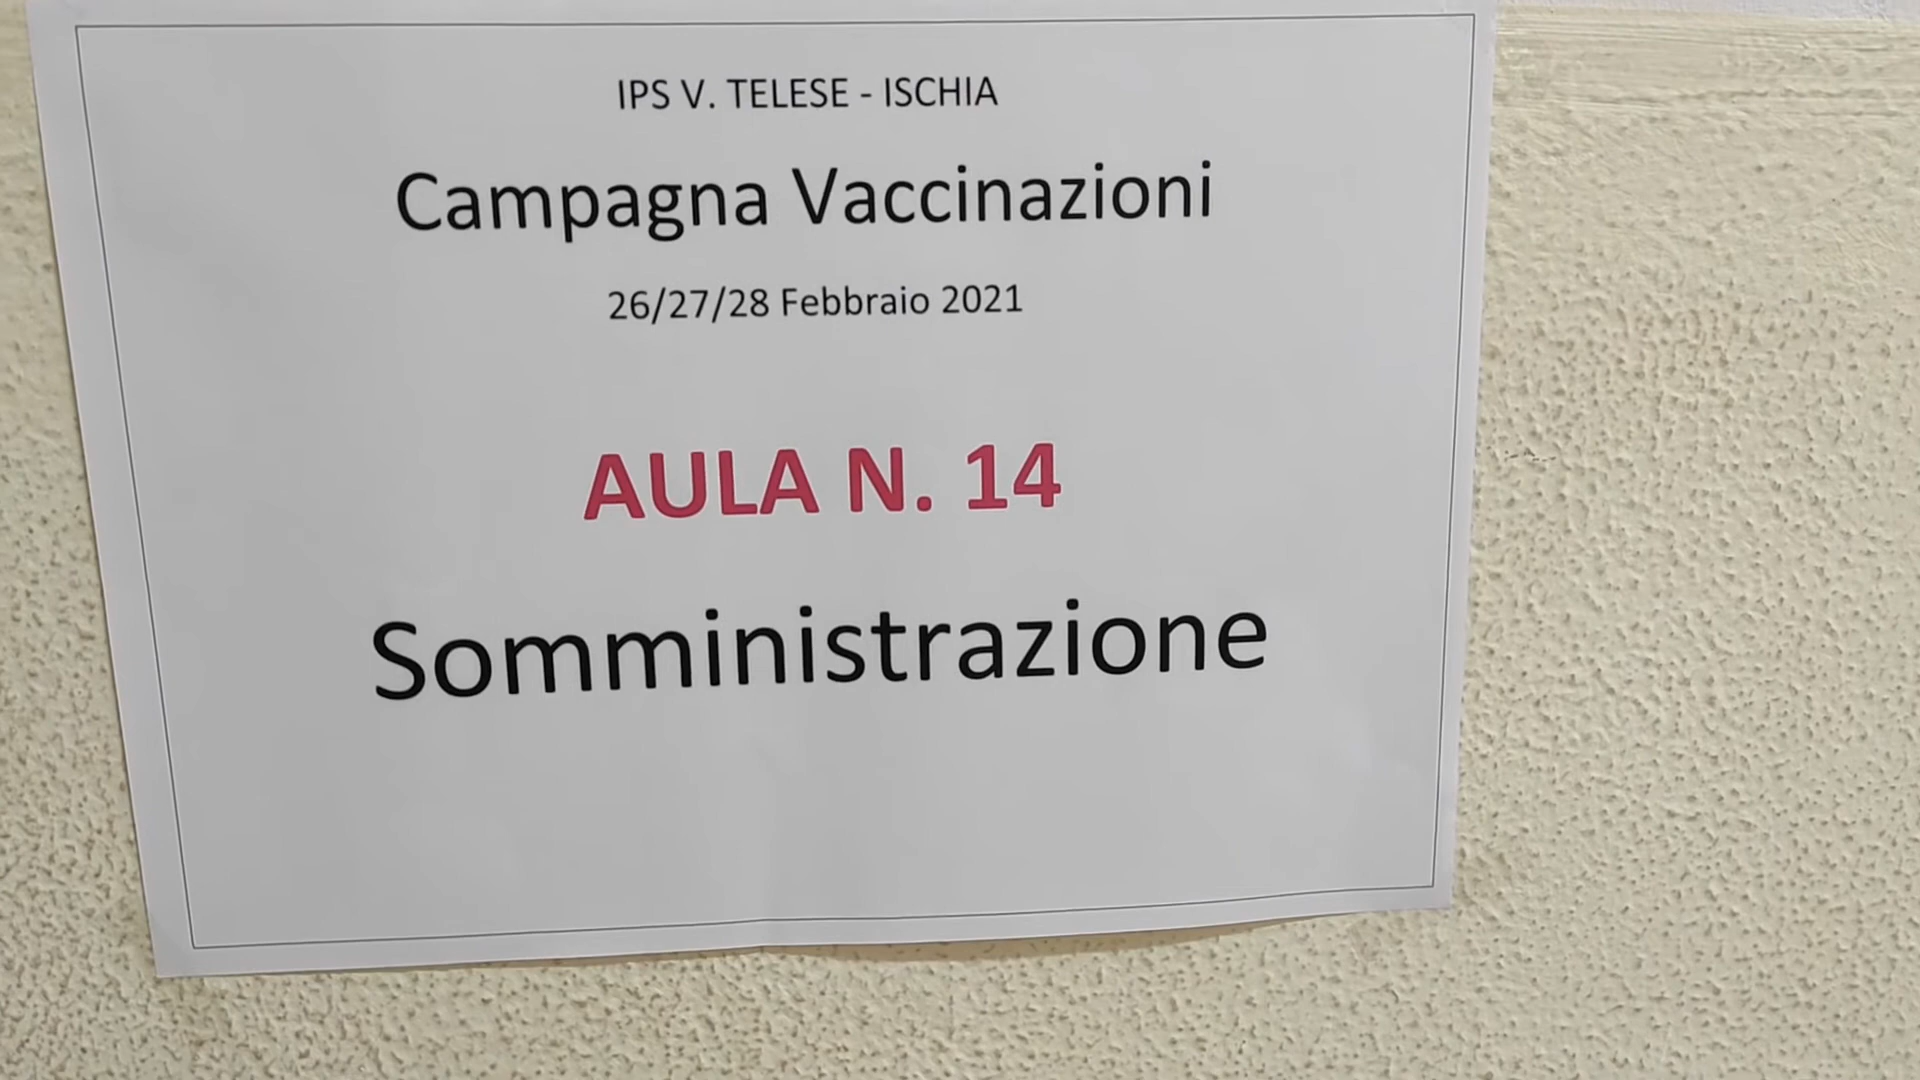 IPS V. TELESE - ISCHIA
Campagna Vaccinazioni
26/27/28 Febbraio 2021
AULA N. 14
Somministrazione